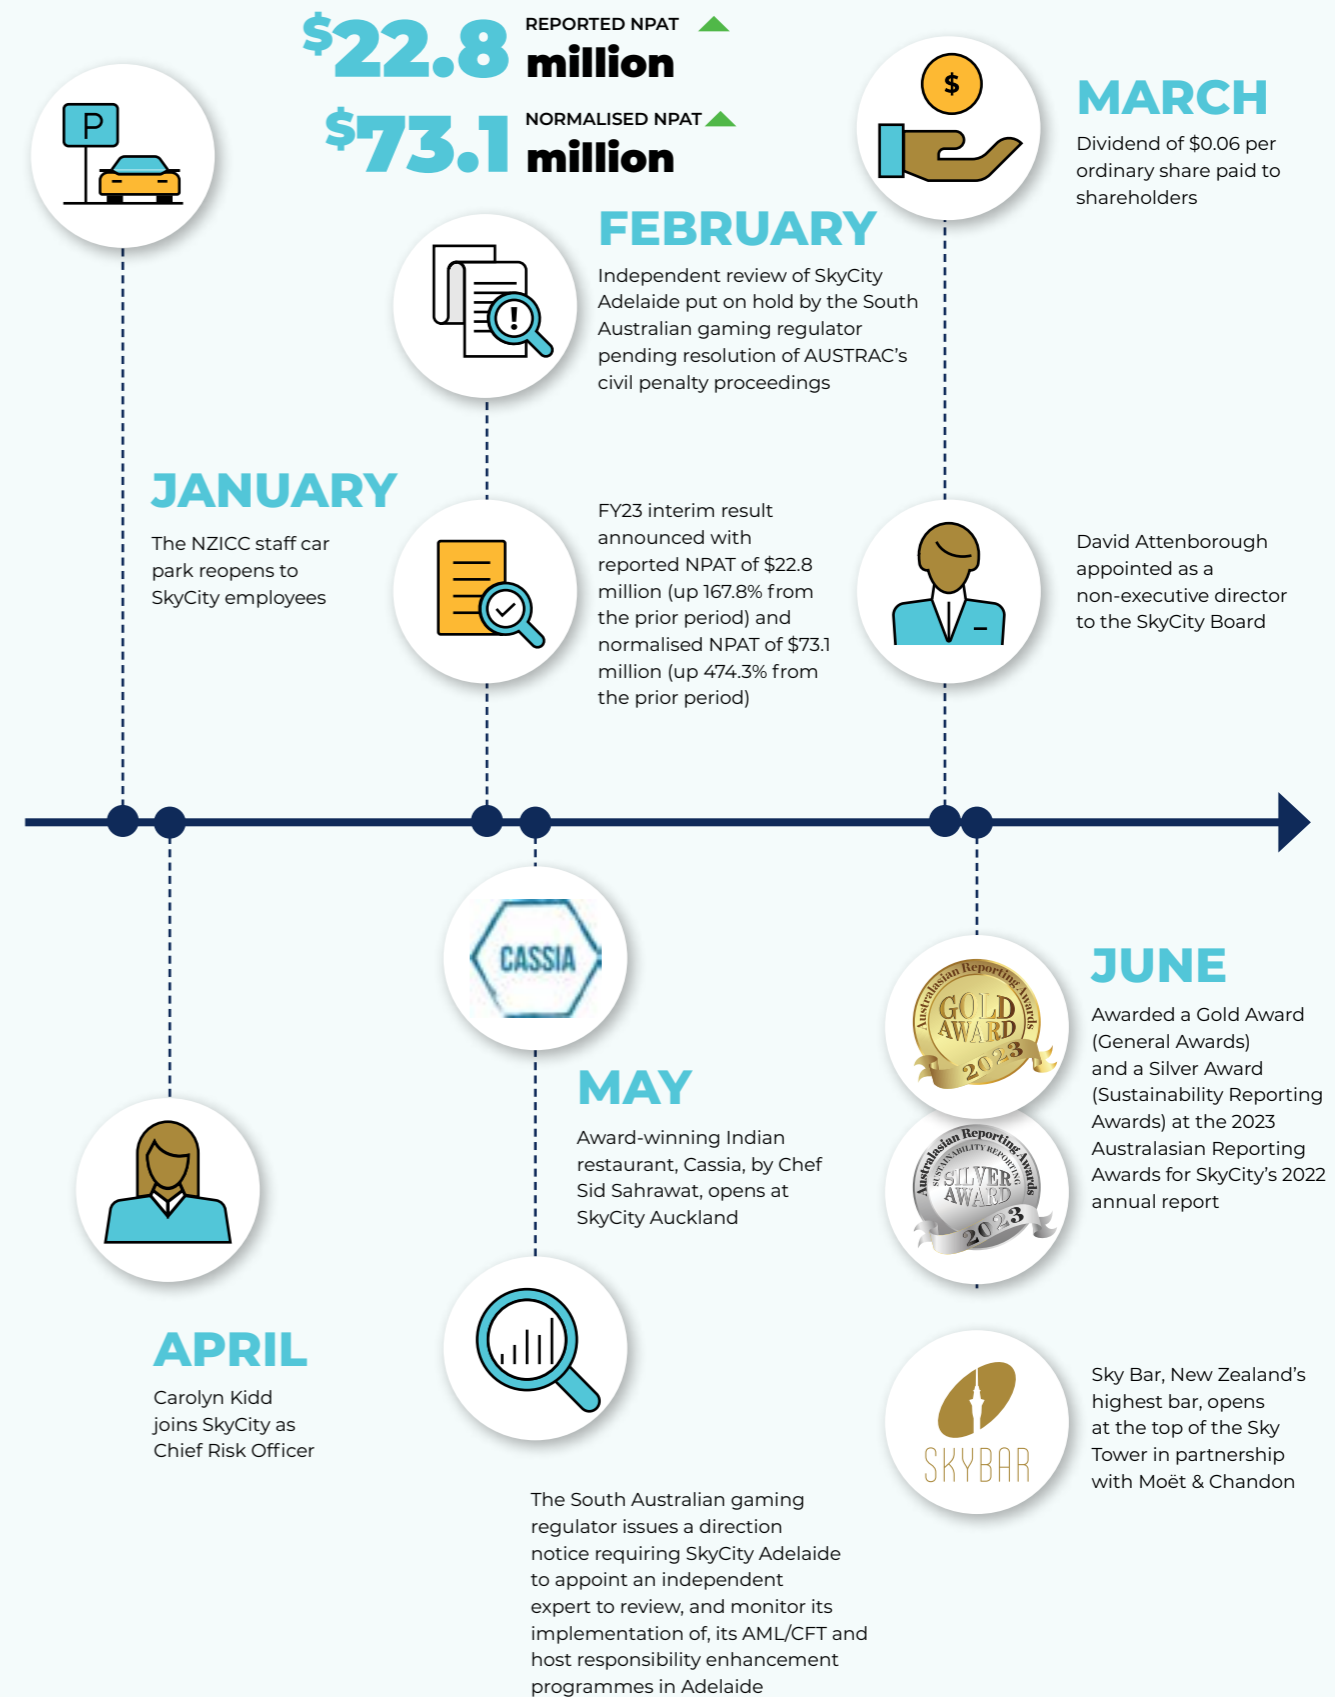 $22.8 million
REPORTED NPAT
$73.1 million
NORMALISED NPAT
P
JANUARY
The NZICC staff car
park reopens to
SkyCity employees
!
FEBRUARY
Independent review of SkyCity
Adelaide put on hold by the South
Australian gaming regulator
pending resolution of AUSTRAC’s
civil penalty proceedings
FY23 interim result
announced with
reported NPAT of $22.8
million (up 167.8% from
the prior period) and
normalised NPAT of $73.1
million (up 474.3% from
the prior period)
$
MARCH
Dividend of $0.06 per
ordinary share paid to
shareholders
David Attenborough
appointed as a
non-executive director
to the SkyCity Board
APRIL
Carolyn Kidd
joins SkyCity as
Chief Risk Officer
CASSIA
MAY
Award-winning Indian
restaurant, Cassia, by Chef
Sid Sahrawat, opens at
SkyCity Auckland
The South Australian gaming
regulator issues a direction
notice requiring SkyCity Adelaide
to appoint an independent
expert to review, and monitor its
implementation of, its AML/CFT and
host responsibility enhancement
programmes in Adelaide
Australasian Reporting Awards
GOLD
AWARD
2023
Australasian Reporting Awards
SUSTAINABILITY REPORTING
SILVER
AWARD
2023
JUNE
Awarded a Gold Award
(General Awards)
and a Silver Award
(Sustainability Reporting
Awards) at the 2023
Australasian Reporting
Awards for SkyCity’s 2022
annual report
SKYBAR
Sky Bar, New Zealand’s
highest bar, opens
at the top of the Sky
Tower in partnership
with Moët & Chandon